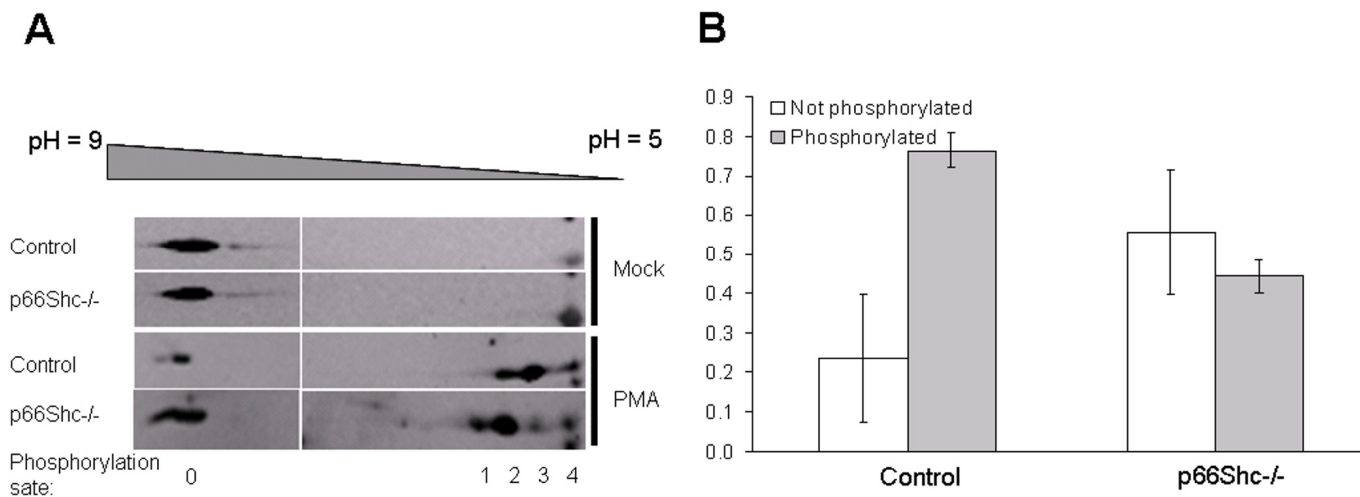 A
pH = 9
pH = 5
Control
p66Shc-/-
Mock
Control
p66Shc-/-
PMA
Phosphorylation
sate:
0 1 2 3 4
B
Not phosphorylated
Phosphorylated
0.9
0.8
0.7
0.6
0.5
0.4
0.3
0.2
0.1
0.0
Control p66Shc-/-